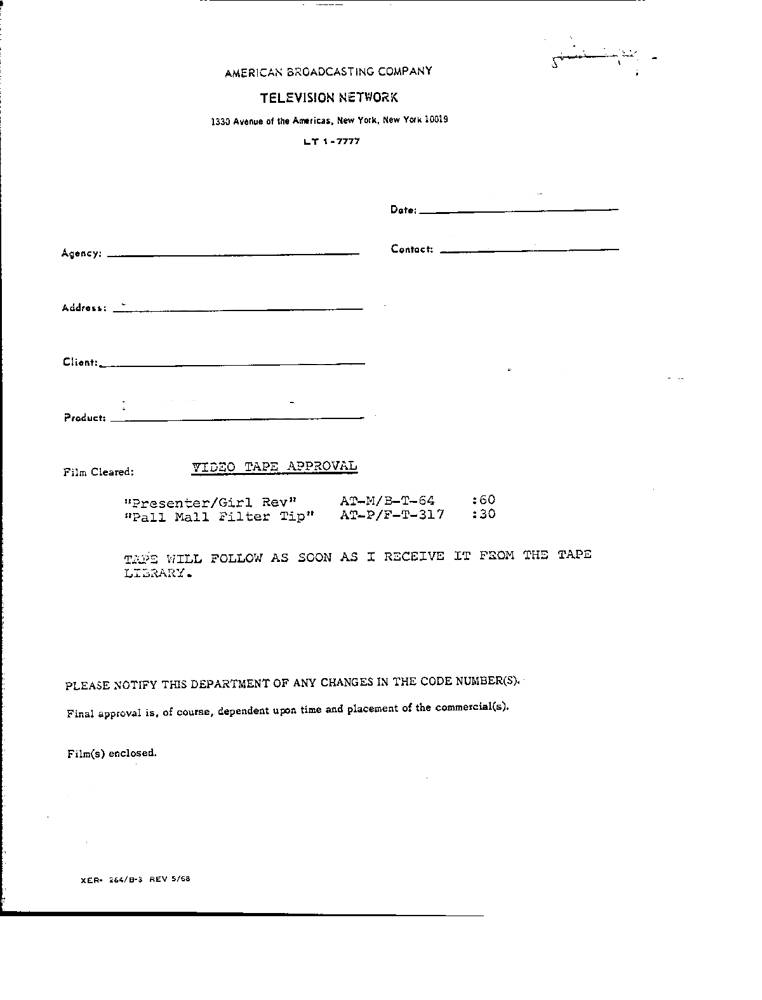 AMERICAN BROADCASTING COMPANY
TELEVISION NETWORK
1330 Avenue of the Americas, New York, New York 10019
LT 1-7777
Date:
Agency:
Contact:
Address:
Client:
Product:
Film Cleared: VIDEO TAPE APPROVAL
"Presenter/Girl Rev" AT-M/B-T-64 :60
"Pall Mall Filter Tip" AT-P/F-T-317 :30
TAPE WILL FOLLOW AS SOON AS I RECEIVE IT FROM THE TAPE
LIBRARY.
PLEASE NOTIFY THIS DEPARTMENT OF ANY CHANGES IN THE CODE NUMBER(S).
Final approval is, of course, dependent upon time and placement of the commercial(s).
Film(s) enclosed.
XER- 264/B-3 REV 5/68